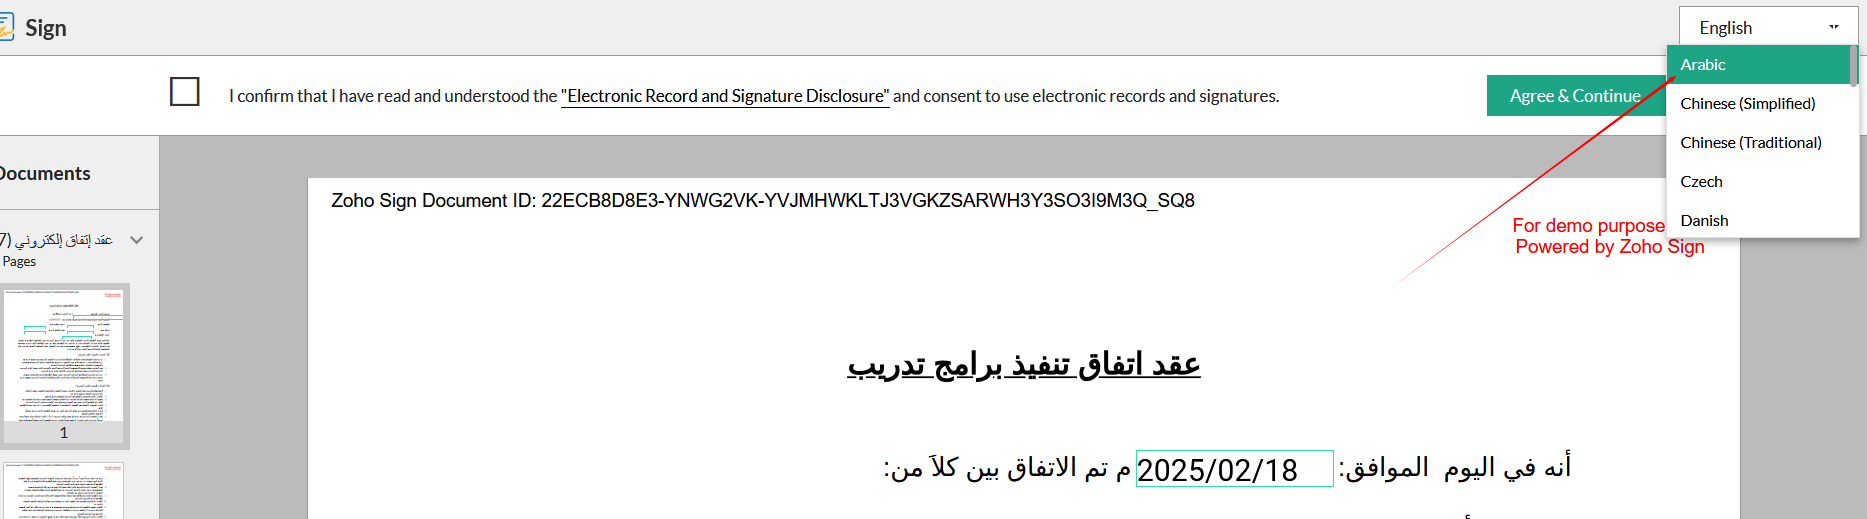 Sign
English
Arabic
Chinese (Simplified)
Chinese (Traditional)
Czech
Danish
I confirm that I have read and understood the "Electronic Record and Signature Disclosure" and consent to use electronic records and signatures.
Agree & Continue
Documents
عقد إتفاق إلكتروني (7
Pages
1
Zoho Sign Document ID: 22ECB8D8E3-YNWG2VK-YVJMHWKLTJ3VGKZSARWH3Y3SO3I9M3Q_SQ8
For demo purpose
Powered by Zoho Sign
عقد اتفاق تنفيذ برامج تدريب
أنه في اليوم الموافق: 2025/02/18 م تم الاتفاق بين كلاَ من: